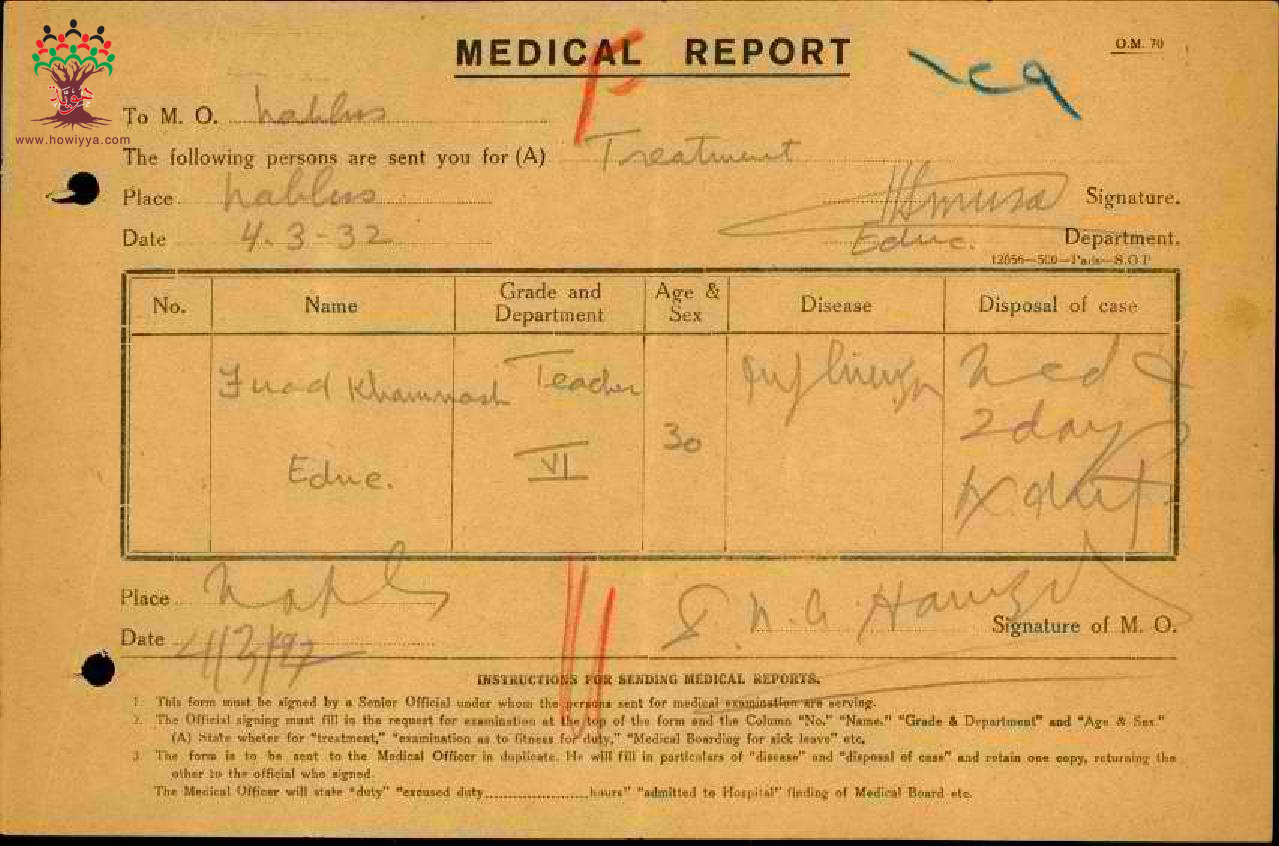 MEDICAL REPORT
O.M. 70
www.howiyya.com
To M. O. Nablus
The following persons are sent you for (A) Treatment
Place Nablus
Signature.
Date 4.3-32
Educ. Department.
No. Name Grade and Department Age & Sex Disease Disposal of case
Fuad Khammash Teacher Influenza Med &
30 2 day
Educ. VI
Place
Date 4/3/
Signature of M. O.
INSTRUCTIONS FOR SENDING MEDICAL REPORTS.
1. This form must be signed by a Senior Official under whom the persons sent for medical examination are serving.
2. The Official signing must fill in the request for examination at the top of the form and the Column "No." "Name." "Grade & Department" and "Age & Sex."
(A) State wheter for "treatment," "examination as to fitness for duty," "Medical Boarding for sick leave" etc.
3 The form is to be sent to the Medical Officer in duplicate. He will fill in particulars of "disease" and "disposal of case" and retain one copy, returning the
other to the official who signed.
The Medical Officer will state "duty" "excused duty......................hours" "admitted to Hospital" finding of Medical Board etc.